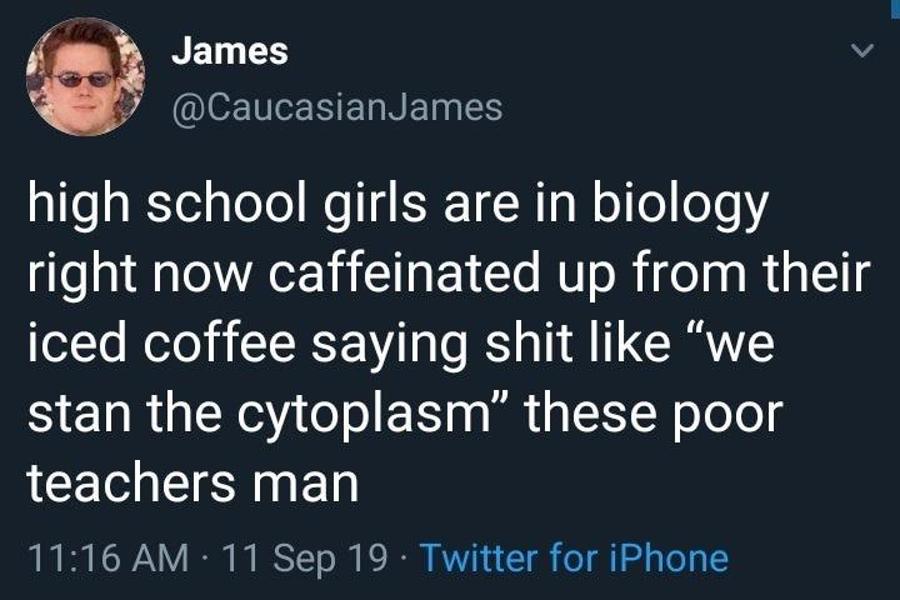 James
@CaucasianJames
high school girls are in biology
right now caffeinated up from their
iced coffee saying shit like “we
stan the cytoplasm” these poor
teachers man
11:16 AM · 11 Sep 19 · Twitter for iPhone